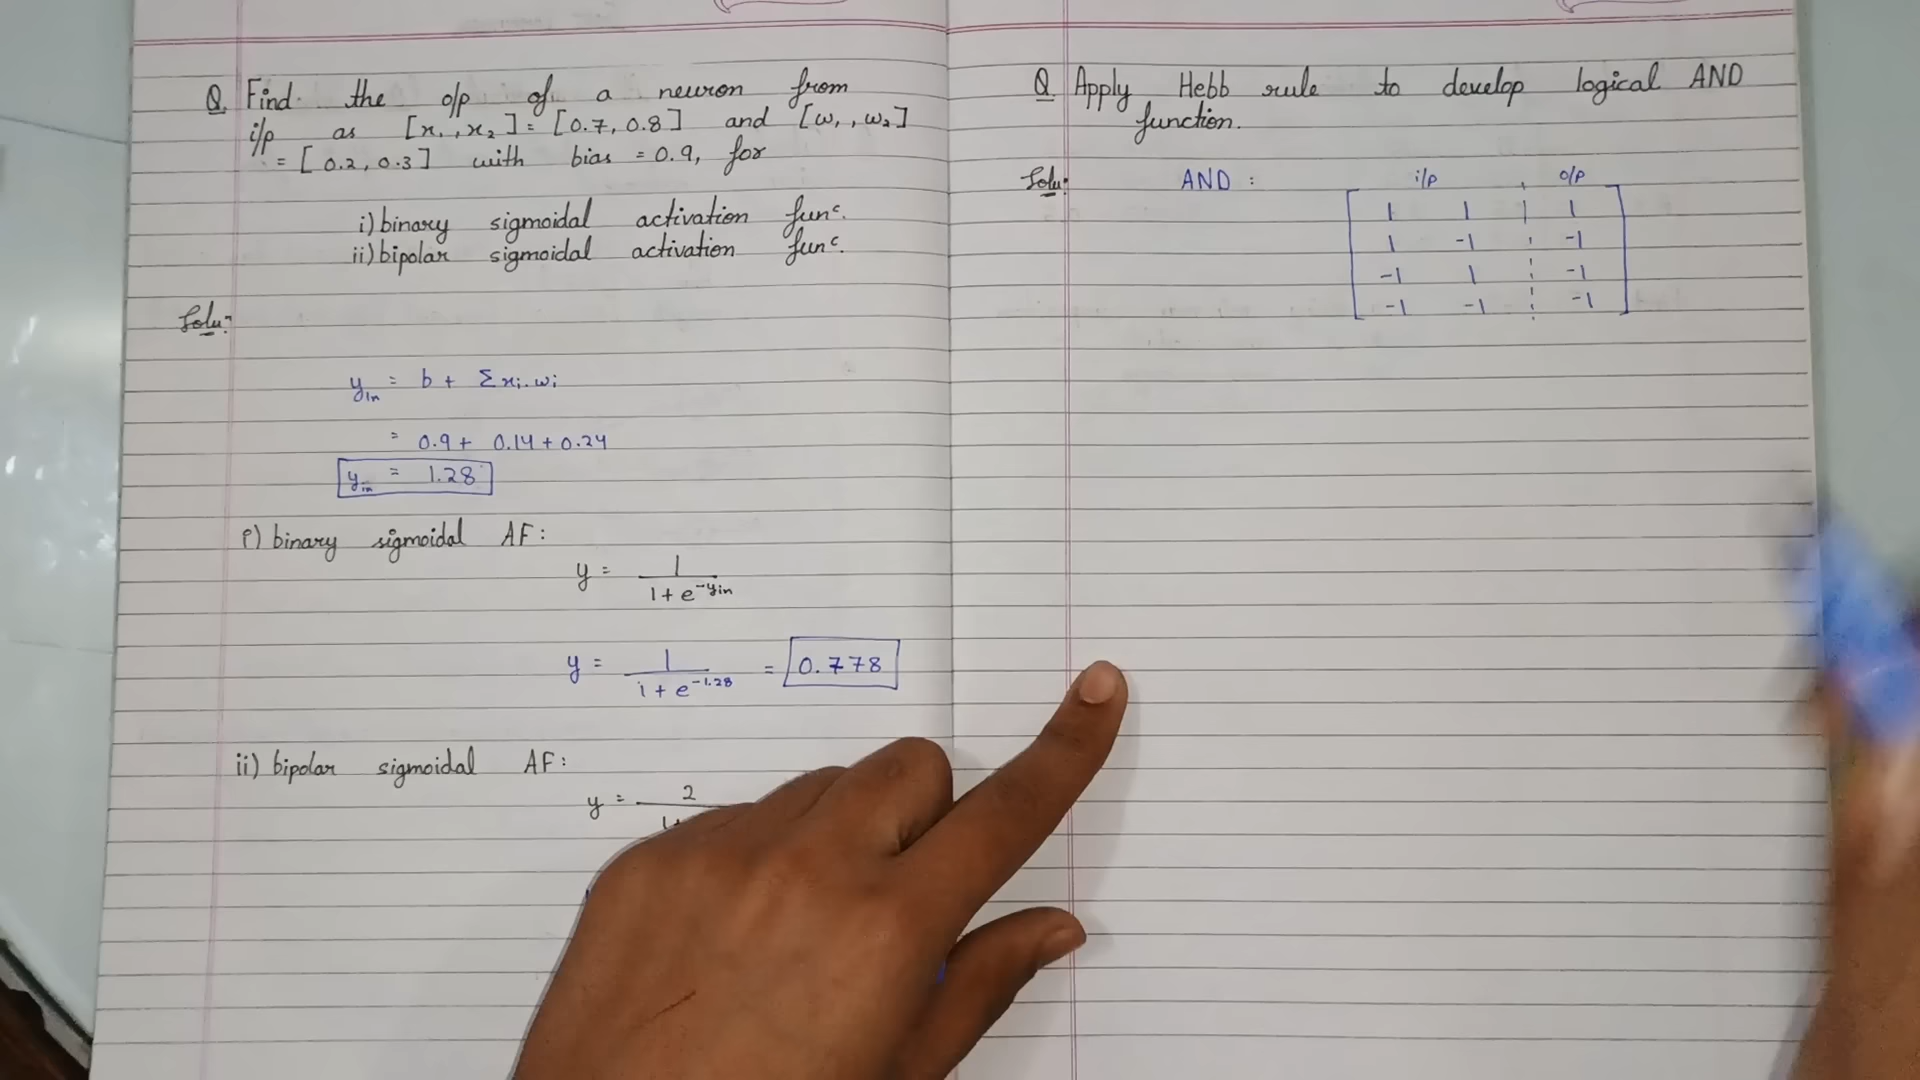 Q. Find the o/p of a neuron from
i/p as [x₁, x₂] = [0.7, 0.8] and [w₁, w₂]
= [0.2, 0.3] with bias = 0.9, for
i) binary sigmoidal activation funᶜ.
ii) bipolar sigmoidal activation funᶜ.
Soluⁿ
yin = b + Σxi.wi
= 0.9 + 0.14 + 0.24
yin = 1.28
i) binary sigmoidal AF:
y = 1 / 1 + e^-yin
y = 1 / 1 + e^-1.28 = 0.778
ii) bipolar sigmoidal AF:
y = 2
1+
Q Apply Hebb rule to develop logical AND
function.
Soluⁿ AND : i/p o/p
1 1 1
1 -1 -1
-1 1 -1
-1 -1 -1